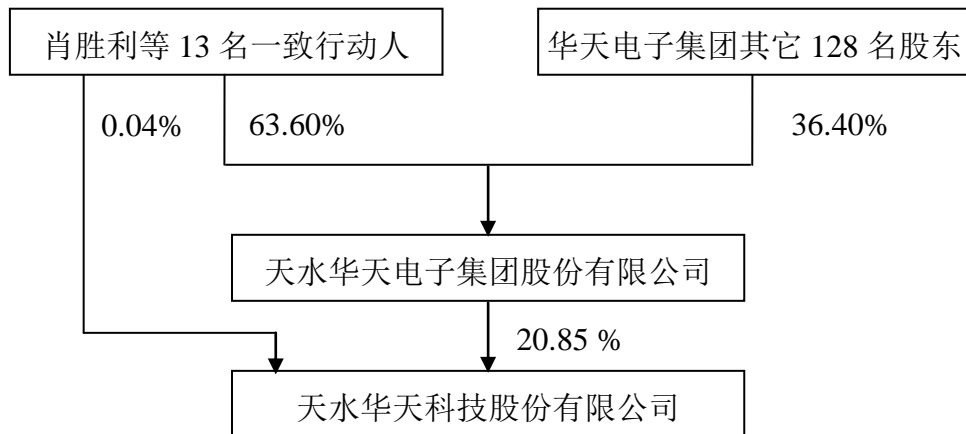 肖胜利等 13 名一致行动人
华天电子集团其它 128 名股东
0.04%
63.60%
36.40%
天水华天电子集团股份有限公司
20.85 %
天水华天科技股份有限公司